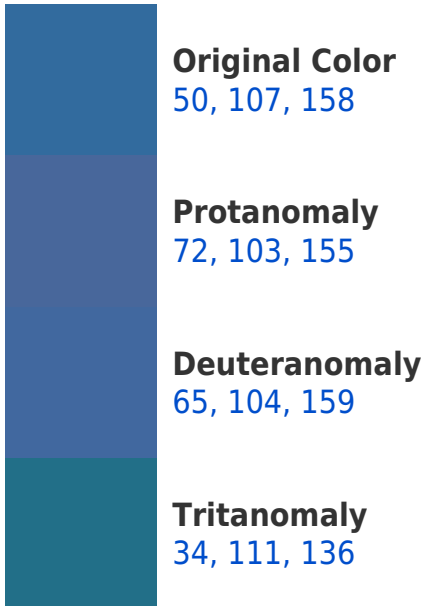 Original Color
50, 107, 158
Protanomaly
72, 103, 155
Deuteranomaly
65, 104, 159
Tritanomaly
34, 111, 136